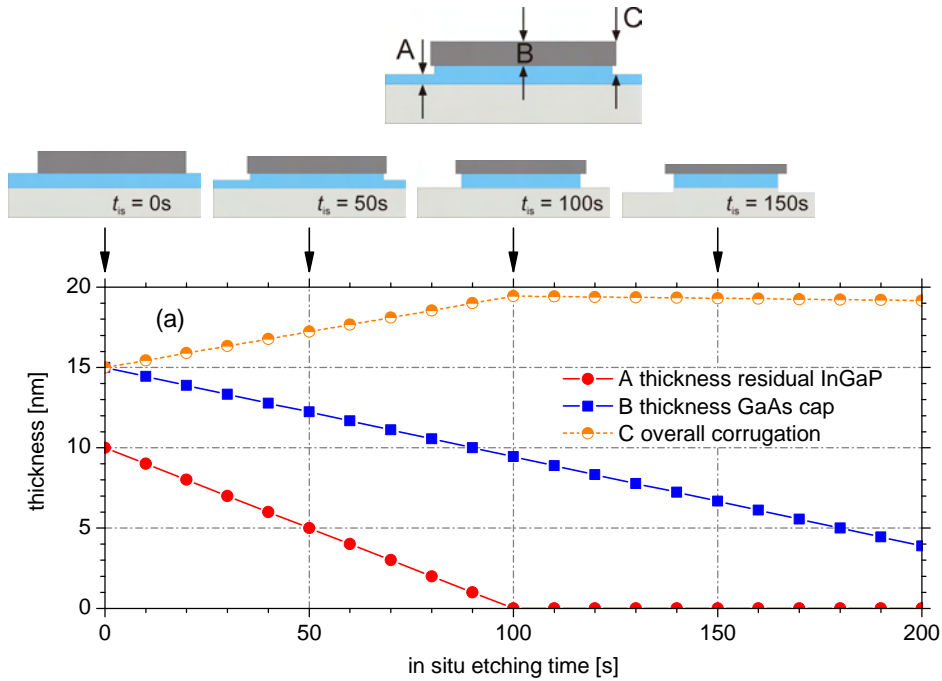 A
B
C
t_is = 0s
t_is = 50s
t_is = 100s
t_is = 150s
20
15
10
5
0
thickness [nm]
(a)
A thickness residual InGaP
B thickness GaAs cap
C overall corrugation
0
50
100
150
200
in situ etching time [s]